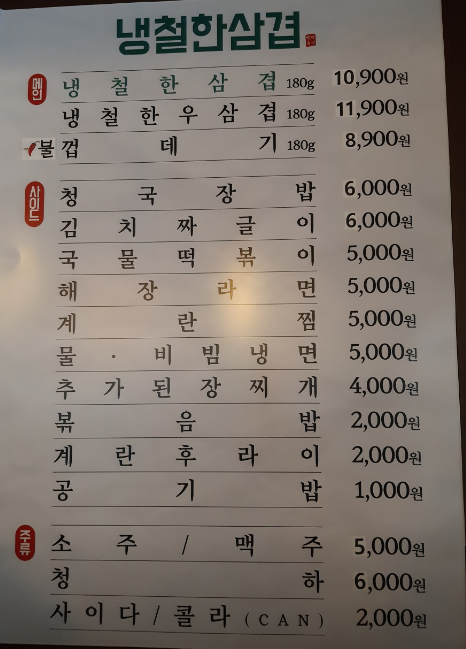 냉철한삼겹
메인
냉철한삼겹 180g 10,900원
냉철한우삼겹 180g 11,900원
불껍데기 180g 8,900원
사이드
청국장밥 6,000원
김치짜글이 6,000원
국물떡볶이 5,000원
해장라면 5,000원
계란찜 5,000원
물·비빔냉면 5,000원
추가된장찌개 4,000원
볶음밥 2,000원
계란후라이 2,000원
공기밥 1,000원
주류
소주/맥주 5,000원
청하 6,000원
사이다/콜라(CAN) 2,000원